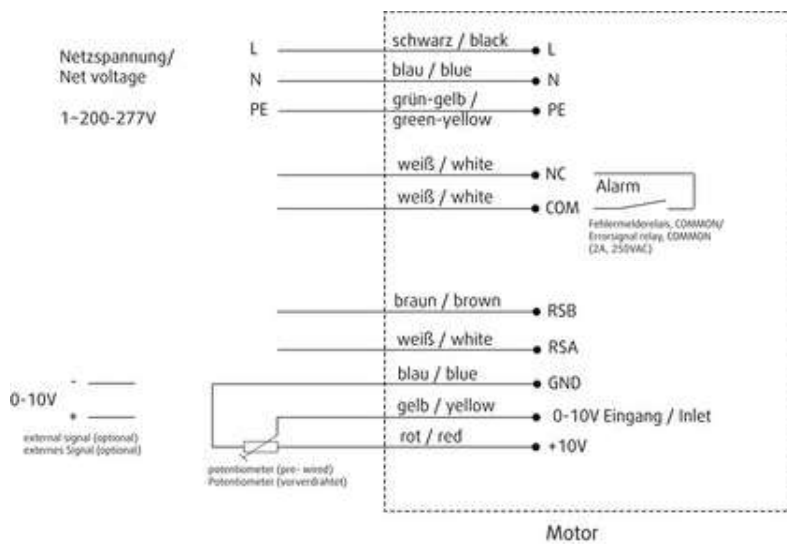 Netzspannung/
Net voltage
1~200-277V
L schwarz / black L
N blau / blue N
PE grün-gelb /
green-yellow PE
weiß / white NC
Alarm
weiß / white COM
Fehlermelderelais, COMMON/
Errorsignal relay, COMMON
(2A, 250VAC)
braun / brown RSB
weiß / white RSA
blau / blue GND
0-10V
-
+
gelb / yellow 0-10V Eingang / Inlet
external signal (optional)
externes Signal (optional)
rot / red +10V
potentiometer (pre- wired)
Potentiometer (vorverdrahtet)
Motor